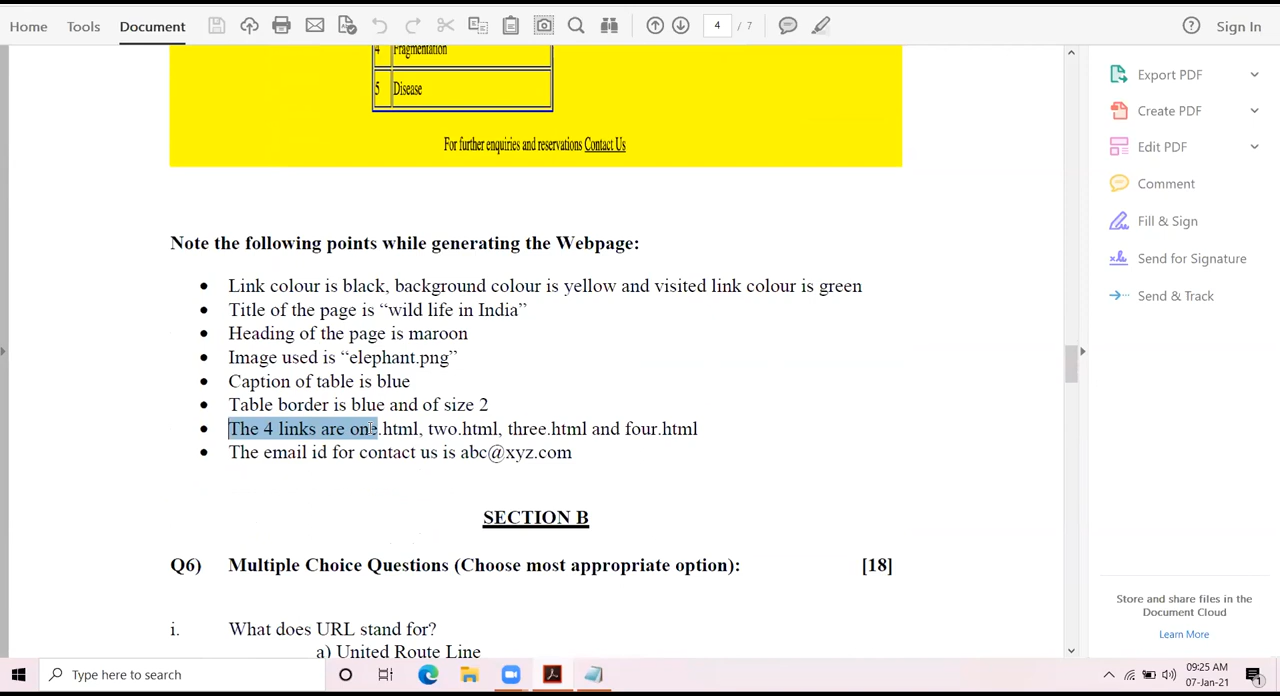 Home Tools Document 4 / 7 Sign In
4 Fragmentation
5 Disease
For further enquiries and reservations Contact Us
Note the following points while generating the Webpage:
• Link colour is black, background colour is yellow and visited link colour is green
• Title of the page is “wild life in India”
• Heading of the page is maroon
• Image used is “elephant.png”
• Caption of table is blue
• Table border is blue and of size 2
• The 4 links are one.html, two.html, three.html and four.html
• The email id for contact us is abc@xyz.com
SECTION B
Q6) Multiple Choice Questions (Choose most appropriate option): [18]
i. What does URL stand for?
a) United Route Line
Export PDF
Create PDF
Edit PDF
Comment
Fill & Sign
Send for Signature
Send & Track
Store and share files in the
Document Cloud
Learn More
Type here to search
09:25 AM
07-Jan-21
1